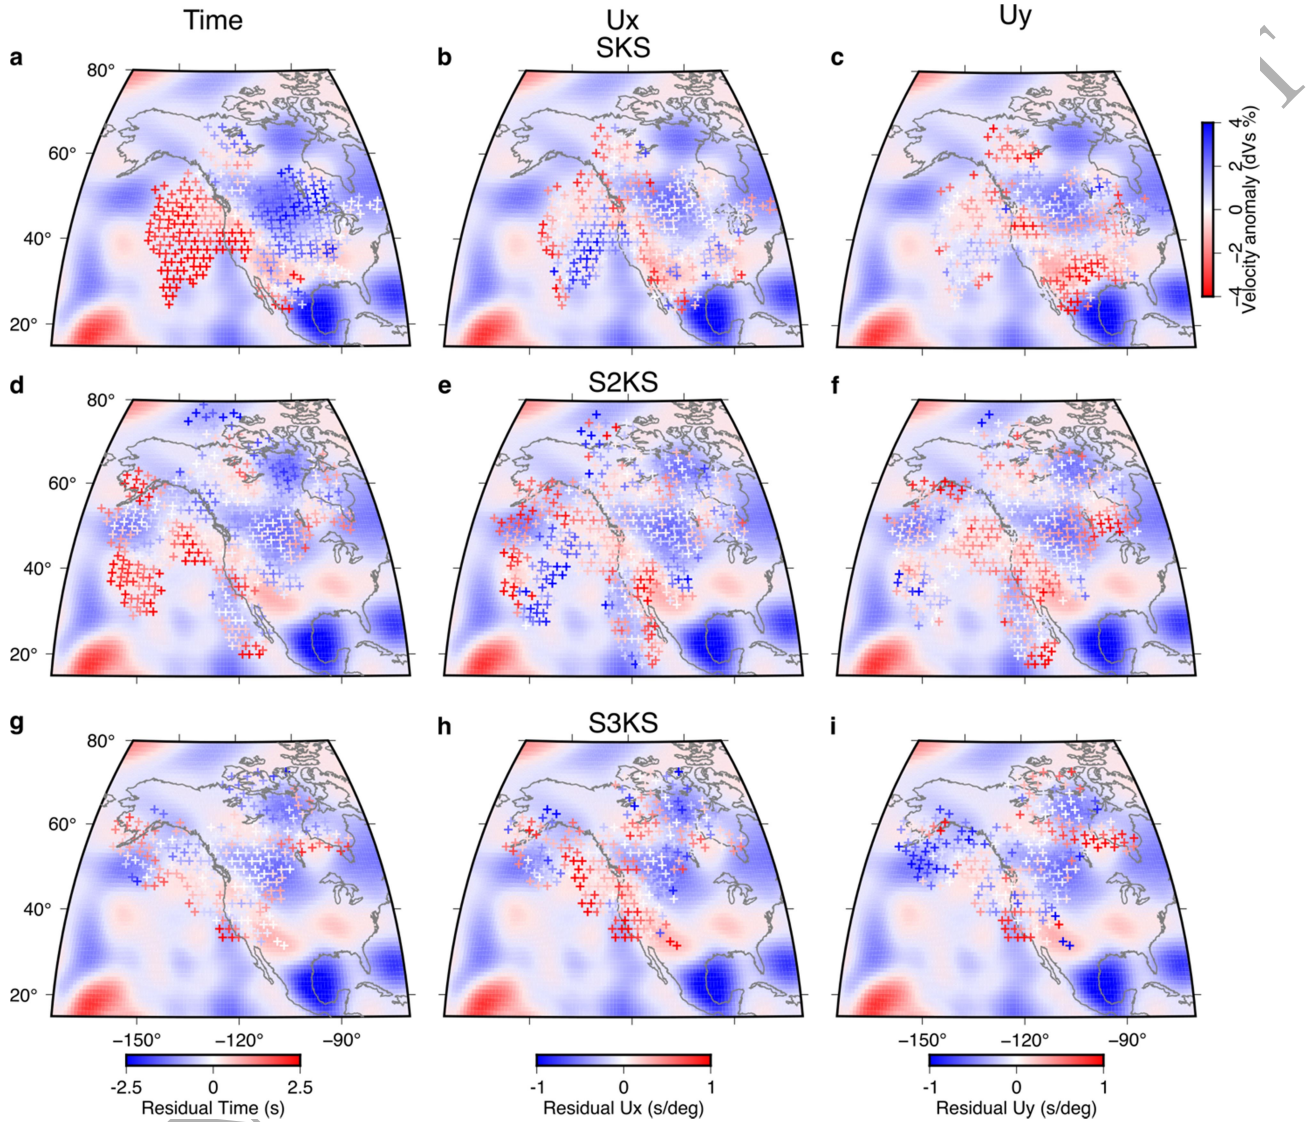 Time
Ux
Uy
SKS
a
b
c
80°
60°
40°
20°
4
2
0
−2
−4
Velocity anomaly (dVs %)
S2KS
d
e
f
80°
60°
40°
20°
S3KS
g
h
i
80°
60°
40°
20°
−150° −120° −90°
−150° −120° −90°
-2.5 0 2.5
-1 0 1
-1 0 1
Residual Time (s)
Residual Ux (s/deg)
Residual Uy (s/deg)